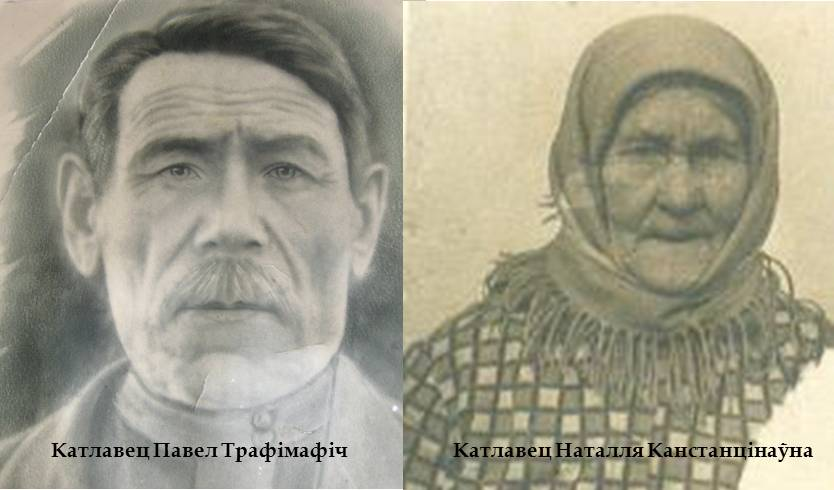 Катлавец Павел Трафімафіч
Катлавец Наталля Канстанцінаўна